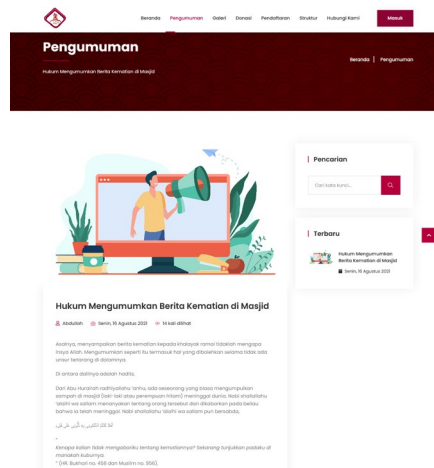 Beranda Pengumuman Galeri Donasi Pendaftaran Struktur Hubungi Kami Masuk
Pengumuman
Beranda | Pengumuman
Hukum Mengumumkan Berita Kematian di Masjid
Pencarian
Cari kata kunci...
Terbaru
Hukum Mengumumkan
Berita Kematian di Masjid
Senin, 16 Agustus 2021
Hukum Mengumumkan Berita Kematian di Masjid
Abdullah Senin, 16 Agustus 2021 14 kali dilihat
Asalnya, menyampaikan berita kematian kepada khalayak ramai tidaklah mengapa
insya Allah. Mengumumkan seperti itu termasuk hal yang dibolehkan selama tidak ada
unsur terlarang di dalamnya.
Di antara dalilnya adalah hadits,
Dari Abu Hurairah radhiyallahu 'anhu, ada seseorang yang biasa mengumpulkan
sampah di masjid (laki-laki atau perempuan hitam) meninggal dunia. Nabi shallallahu
'alaihi wa sallam menanyakan tentang orang tersebut dan dikabarkan pada beliau
bahwa ia telah meninggal. Nabi shallallahu 'alaihi wa sallam pun bersabda,
"
Kenapa kalian tidak mengabariku tentang kematiannya? Sekarang tunjukkan padaku di
manakah kuburnya.
" (HR. Bukhari no. 458 dan Muslim no. 956).